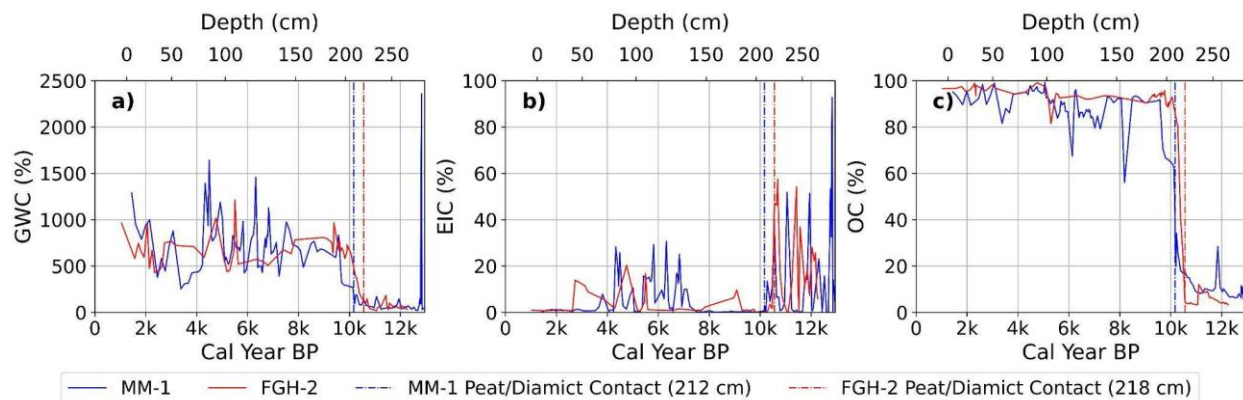 Depth (cm)
0 50 100 150 200 250
2500
2000
1500
1000
500
0
GWC (%)
a)
0 2k 4k 6k 8k 10k 12k
Cal Year BP
Depth (cm)
0 50 100 150 200 250
100
80
60
40
20
0
EIC (%)
b)
0 2k 4k 6k 8k 10k 12k
Cal Year BP
Depth (cm)
0 50 100 150 200 250
100
80
60
40
20
0
OC (%)
c)
0 2k 4k 6k 8k 10k 12k
Cal Year BP
MM-1 FGH-2 MM-1 Peat/Diamict Contact (212 cm) FGH-2 Peat/Diamict Contact (218 cm)